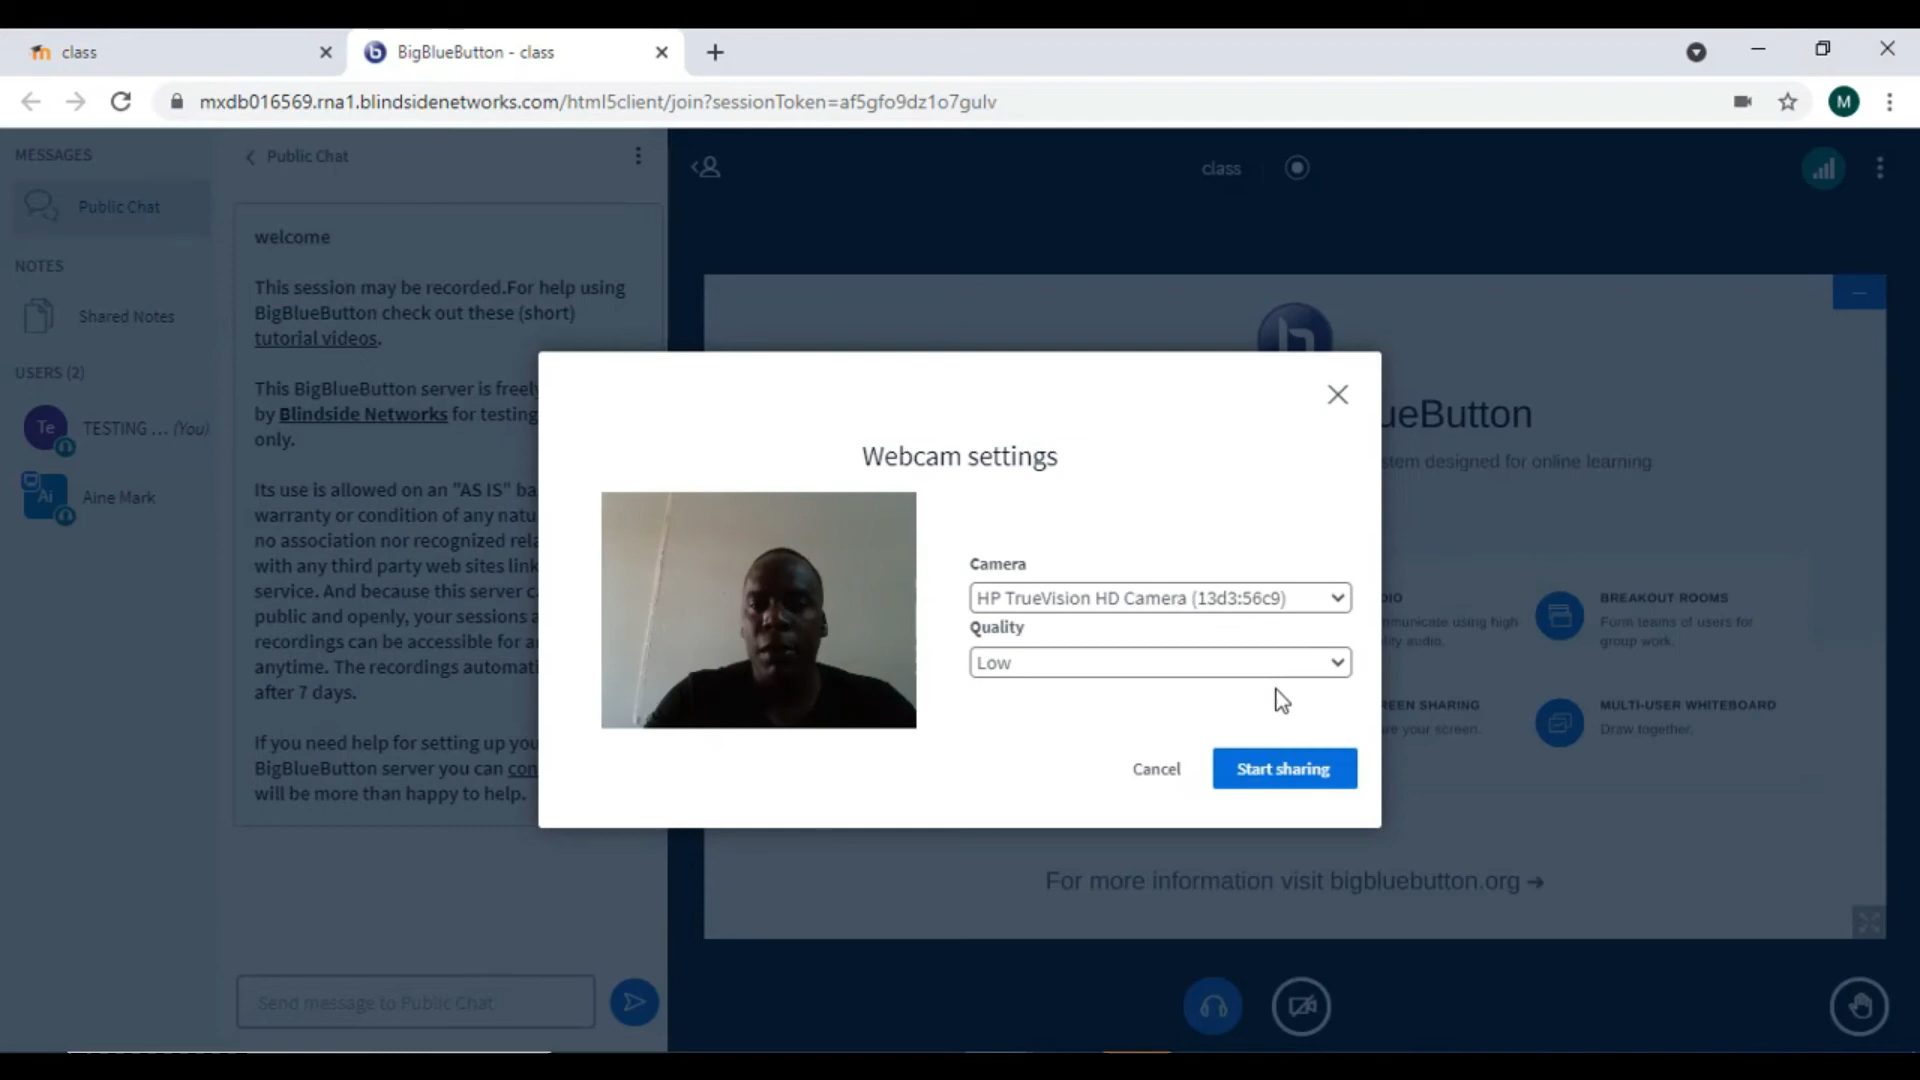 class
BigBlueButton - class
mxdb016569.rna1.blindsidenetworks.com/html5client/join?sessionToken=af5gfo9dz1o7gulv
M
MESSAGES
Public Chat
NOTES
Shared Notes
USERS (2)
Te
TESTING ... (You)
Ai
Aine Mark
Public Chat
welcome
This session may be recorded.For help using
BigBlueButton check out these (short)
tutorial videos.
This BigBlueButton server is freel
by Blindside Networks for testing
only.
Its use is allowed on an "AS IS" ba
warranty or condition of any natu
no association nor recognized rela
with any third party web sites link
service. And because this server c
public and openly, your sessions a
recordings can be accessible for a
anytime. The recordings automati
after 7 days.
If you need help for setting up you
BigBlueButton server you can con
will be more than happy to help.
Send message to Public Chat
class
ueButton
stem designed for online learning
DIO
mmunicate using high
lity audio.
BREAKOUT ROOMS
Form teams of users for
group work.
REEN SHARING
re your screen.
MULTI-USER WHITEBOARD
Draw together.
For more information visit bigbluebutton.org →
Webcam settings
Camera
HP TrueVision HD Camera (13d3:56c9)
Quality
Low
Cancel
Start sharing